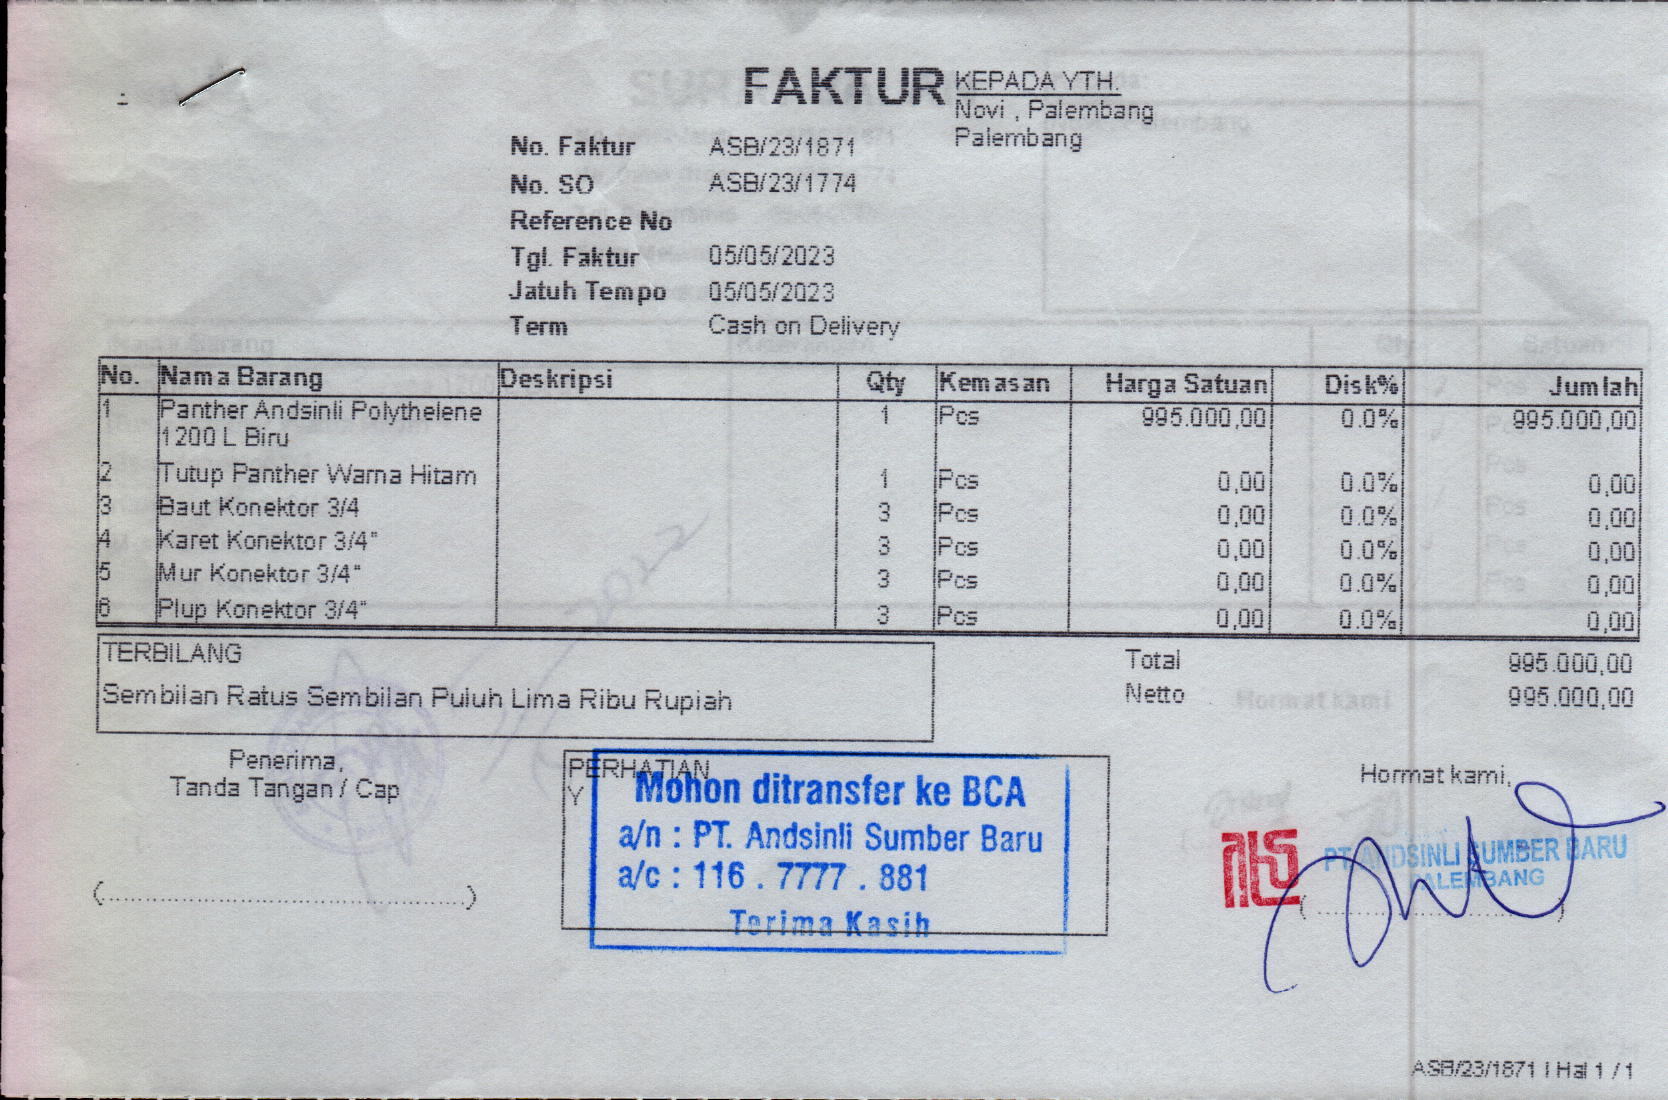 FAKTUR
KEPADA YTH.
Novi , Palembang
Palembang
No. Faktur ASB/23/1871
No. SO ASB/23/1774
Reference No
Tgl. Faktur 05/05/2023
Jatuh Tempo 05/05/2023
Term Cash on Delivery
No. Nama Barang Deskripsi Qty Kemasan Harga Satuan Disk% Jumlah
1 Panther Andsinli Polythelene 1 Pcs 995.000,00 0.0% 995.000,00
1200 L Biru
2 Tutup Panther Warna Hitam 1 Pcs 0,00 0.0% 0,00
3 Baut Konektor 3/4 3 Pcs 0,00 0.0% 0,00
4 Karet Konektor 3/4" 3 Pcs 0,00 0.0% 0,00
5 Mur Konektor 3/4" 3 Pcs 0,00 0.0% 0,00
6 Plup Konektor 3/4" 3 Pcs 0,00 0.0% 0,00
TERBILANG
Sembilan Ratus Sembilan Puluh Lima Ribu Rupiah
Total 995.000,00
Netto 995.000,00
Penerima,
Tanda Tangan / Cap
PERHATIAN
Y
Mohon ditransfer ke BCA
a/n : PT. Andsinli Sumber Baru
a/c : 116 . 7777 . 881
Terima Kasih
Hormat kami,
PT. ANDSINLI SUMBER BARU
PALEMBANG
ASB/23/1871 | Hal 1 / 1